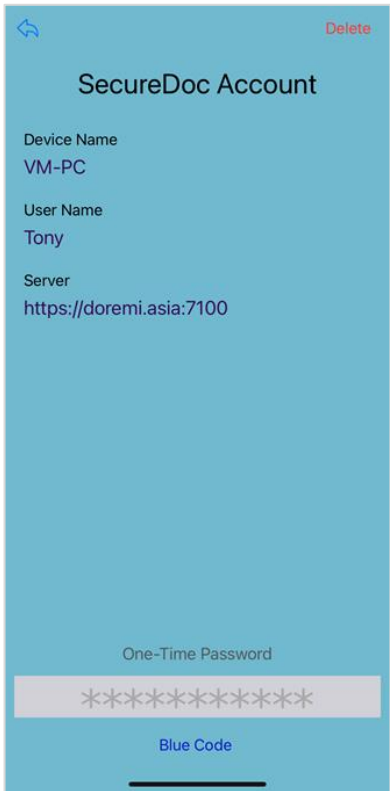 Delete
SecureDoc Account
Device Name
VM-PC
User Name
Tony
Server
https://doremi.asia:7100
One-Time Password
***********
Blue Code